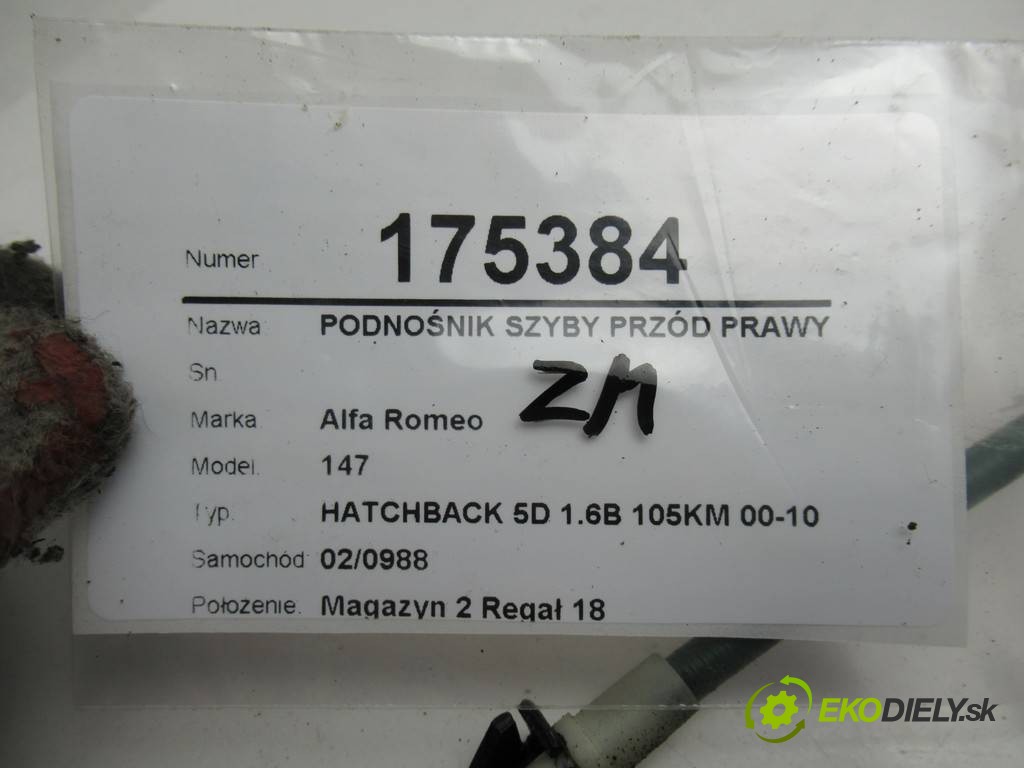 Numer 175384
Nazwa PODNOŚNIK SZYBY PRZÓD PRAWY
Sn.
ZM
Marka Alfa Romeo
Model. 147
Typ. HATCHBACK 5D 1.6B 105KM 00-10
Samochód 02/0988
Położenie. Magazyn 2 Regał 18
EKODIELY.sk